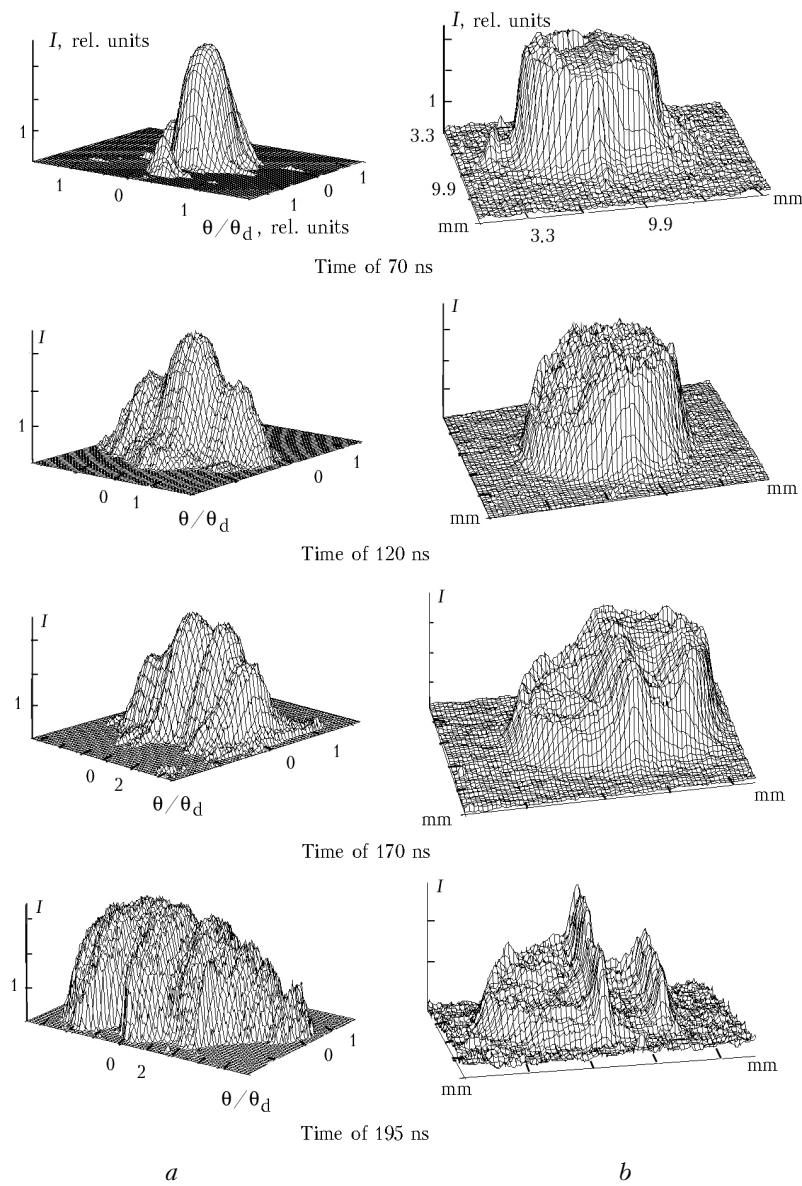 I, rel. units
1
1 0 1
1 0 1
θ/θd, rel. units
I, rel. units
1
3.3
9.9
mm
3.3
9.9
mm
Time of 70 ns
I
1
0 1
0 1
θ/θd
I
mm
mm
Time of 120 ns
I
1
0 2
0 1
θ/θd
I
mm
mm
Time of 170 ns
I
1
0 2
0 1
θ/θd
I
mm
mm
Time of 195 ns
a
b